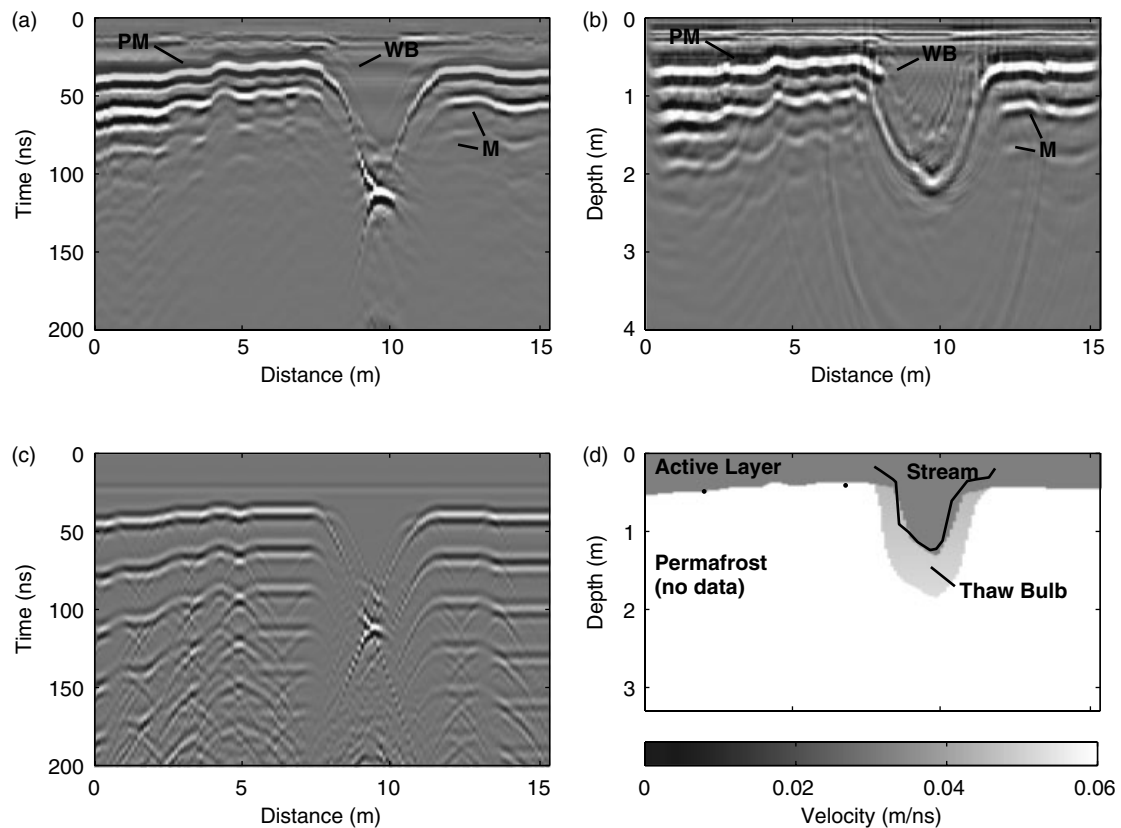 (a)
0
50
100
150
200
Time (ns)
PM
WB
M
0
5
10
15
Distance (m)
(b)
0
1
2
3
4
Depth (m)
PM
WB
M
0
5
10
15
Distance (m)
(c)
0
50
100
150
200
Time (ns)
0
5
10
15
Distance (m)
(d)
0
1
2
3
Depth (m)
Active Layer
Stream
Permafrost
(no data)
Thaw Bulb
0
0.02
0.04
0.06
Velocity (m/ns)